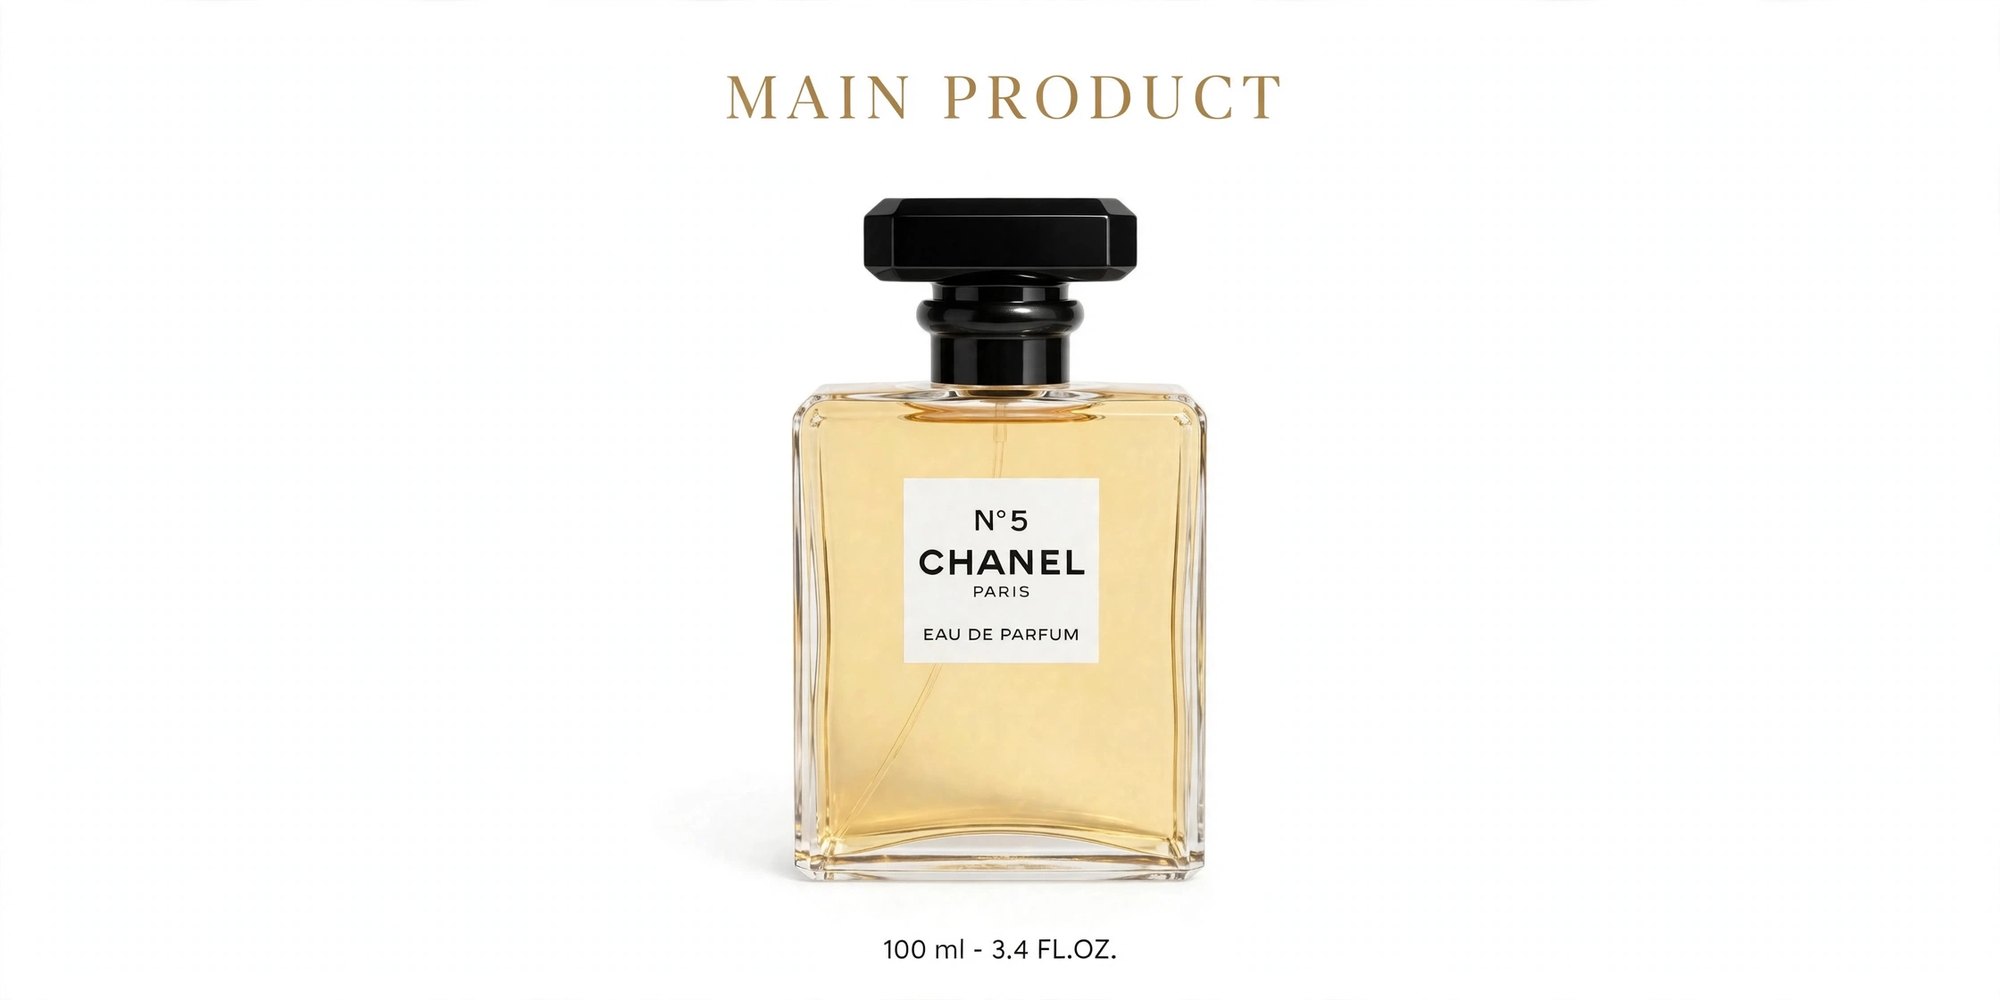 MAIN PRODUCT
N°5
CHANEL
PARIS
EAU DE PARFUM
100 ml - 3.4 FL.OZ.